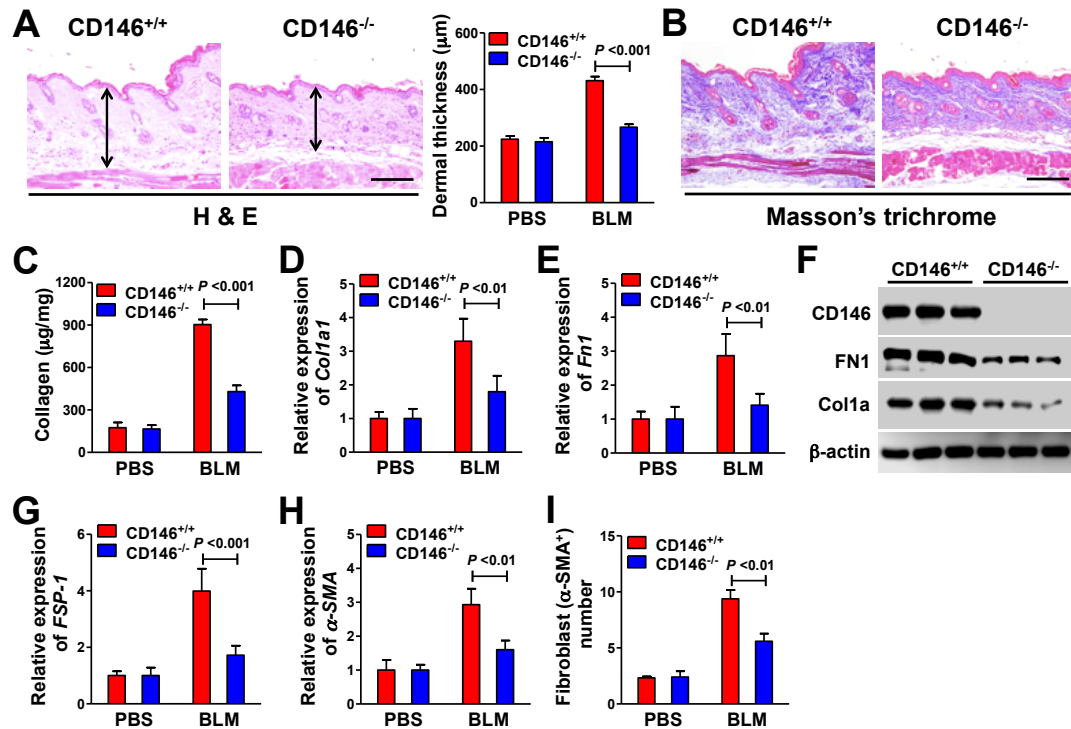 A
CD146+/+
CD146-/-
H & E
Dermal thickness (μm)
600
400
200
0
CD146+/+
CD146-/-
P <0.001
PBS
BLM
B
CD146+/+
CD146-/-
Masson's trichrome
C
Collagen (μg/mg)
1200
900
600
300
0
CD146+/+
CD146-/-
P <0.001
PBS
BLM
D
Relative expression
of Col1a1
5
4
3
2
1
0
CD146+/+
CD146-/-
P <0.01
PBS
BLM
E
Relative expression
of Fn1
5
4
3
2
1
0
CD146+/+
CD146-/-
P <0.01
PBS
BLM
F
CD146+/+
CD146-/-
CD146
FN1
Col1a
β-actin
G
Relative expression
of FSP-1
6
4
2
0
CD146+/+
CD146-/-
P <0.001
PBS
BLM
H
Relative expression
of α-SMA
5
4
3
2
1
0
CD146+/+
CD146-/-
P <0.01
PBS
BLM
I
Fibroblast (α-SMA+)
number
15
10
5
0
CD146+/+
CD146-/-
P <0.01
PBS
BLM